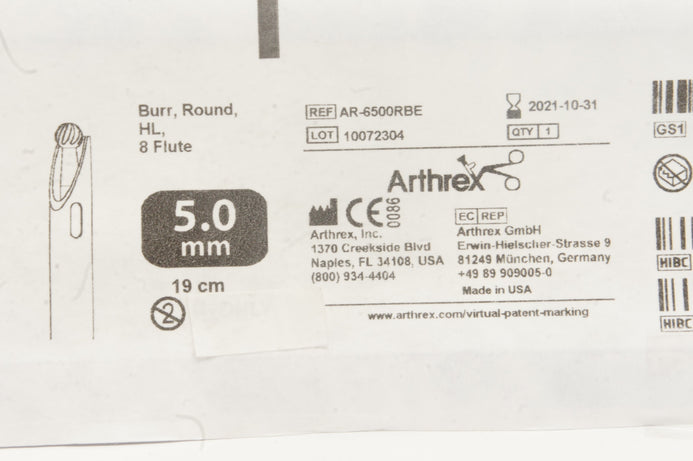 Burr, Round,
HL,
8 Flute
5.0
mm
19 cm
2
REF AR-6500RBE
LOT 10072304
2021-10-31
QTY 1
Arthrex
CE 0086
Arthrex, Inc.
1370 Creekside Blvd
Naples, FL 34108, USA
(800) 934-4404
EC REP
Arthrex GmbH
Erwin-Hielscher-Strasse 9
81249 München, Germany
+49 89 909005-0
Made in USA
www.arthrex.com/virtual-patent-marking
GS1
HIBC
HIBC